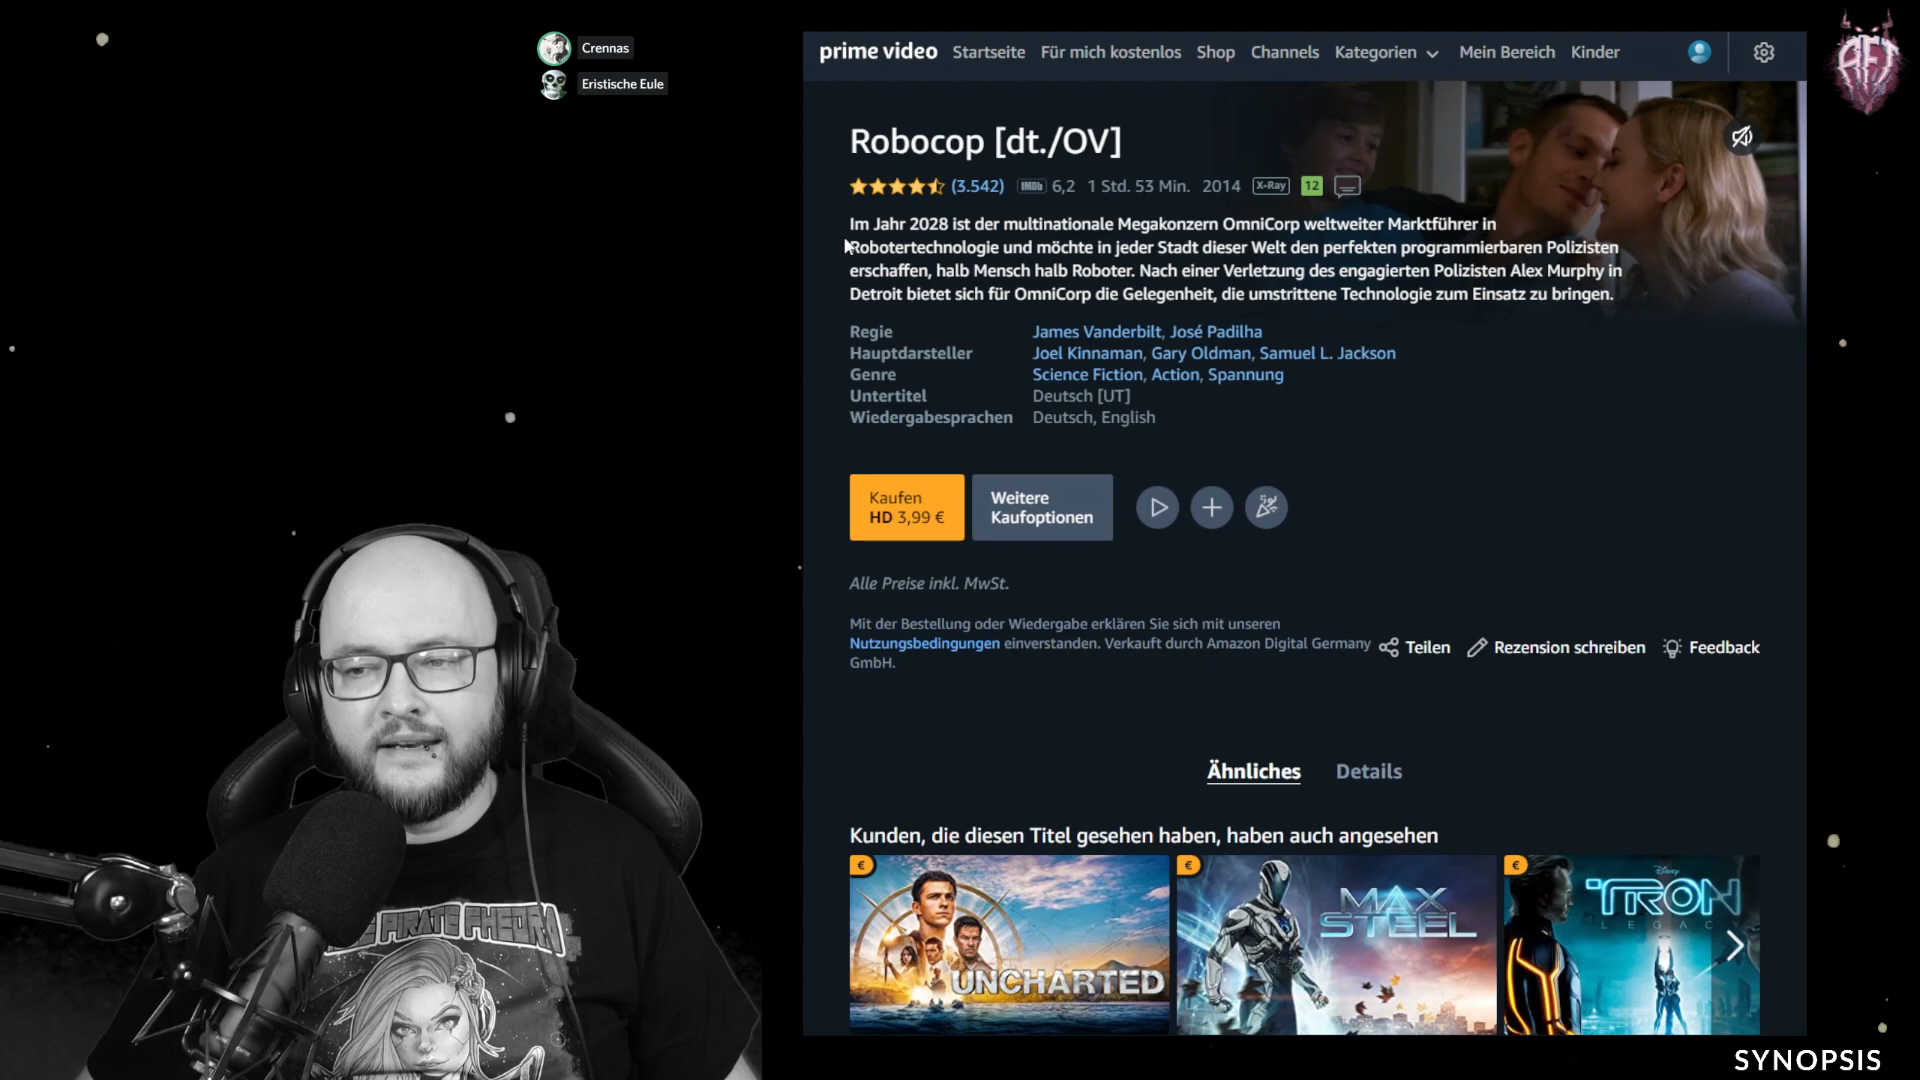 Crennas
Eristische Eule
prime video Startseite Für mich kostenlos Shop Channels Kategorien Mein Bereich Kinder
AFT
Robocop [dt./OV]
(3.542) IMDb 6,2 1 Std. 53 Min. 2014 X-Ray 12
Im Jahr 2028 ist der multinationale Megakonzern OmniCorp weltweiter Marktführer in
Robotertechnologie und möchte in jeder Stadt dieser Welt den perfekten programmierbaren Polizisten
erschaffen, halb Mensch halb Roboter. Nach einer Verletzung des engagierten Polizisten Alex Murphy in
Detroit bietet sich für OmniCorp die Gelegenheit, die umstrittene Technologie zum Einsatz zu bringen.
Regie James Vanderbilt, José Padilha
Hauptdarsteller Joel Kinnaman, Gary Oldman, Samuel L. Jackson
Genre Science Fiction, Action, Spannung
Untertitel Deutsch [UT]
Wiedergabesprachen Deutsch, English
Kaufen
HD 3,99 €
Weitere
Kaufoptionen
Alle Preise inkl. MwSt.
Mit der Bestellung oder Wiedergabe erklären Sie sich mit unseren
Nutzungsbedingungen einverstanden. Verkauft durch Amazon Digital Germany
GmbH.
Teilen Rezension schreiben Feedback
Ähnliches Details
Kunden, die diesen Titel gesehen haben, haben auch angesehen
€ € €
UNCHARTED
MAX
STEEL
Disney
TRON
LEGAC
PIRATE
SYNOPSIS